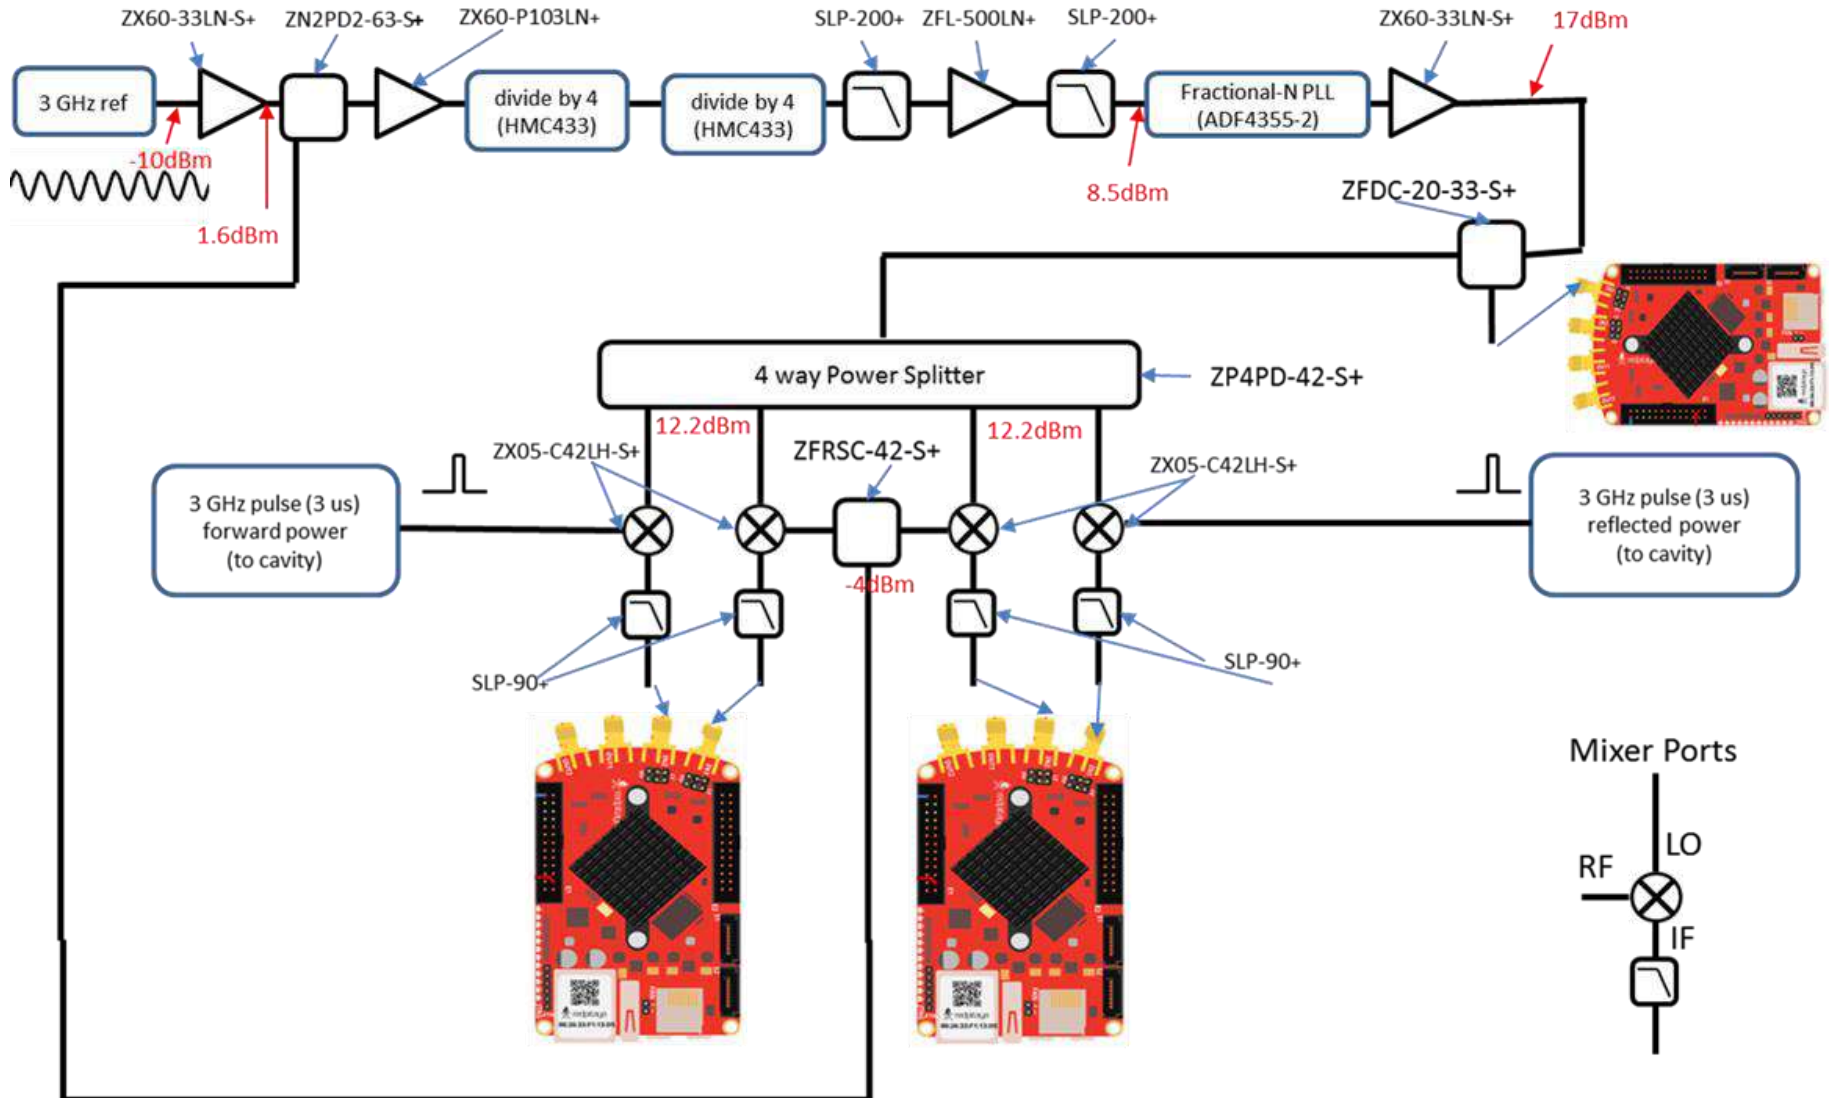 ZX60-33LN-S+
ZN2PD2-63-S+
ZX60-P103LN+
SLP-200+
ZFL-500LN+
SLP-200+
ZX60-33LN-S+
17dBm
3 GHz ref
divide by 4
(HMC433)
divide by 4
(HMC433)
Fractional-N PLL
(ADF4355-2)
-10dBm
1.6dBm
8.5dBm
ZFDC-20-33-S+
4 way Power Splitter
ZP4PD-42-S+
12.2dBm
12.2dBm
ZX05-C42LH-S+
ZFRSC-42-S+
ZX05-C42LH-S+
3 GHz pulse (3 us)
forward power
(to cavity)
3 GHz pulse (3 us)
reflected power
(to cavity)
-4dBm
SLP-90+
SLP-90+
Mixer Ports
LO
RF
IF